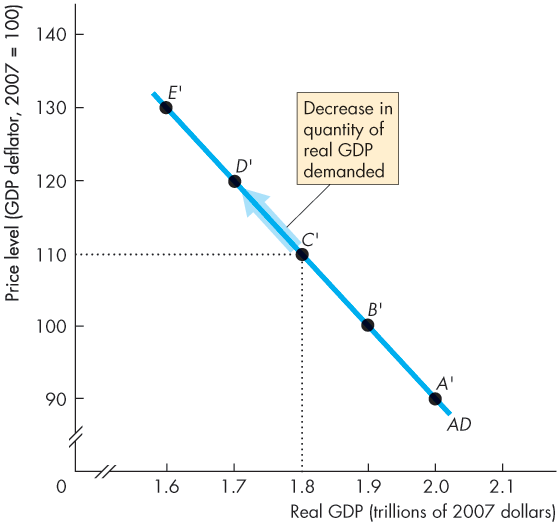 Price level (GDP deflator, 2007 = 100)
140
130
120
110
100
90
0
E'
D'
C'
B'
A'
AD
Decrease in
quantity of
real GDP
demanded
1.6
1.7
1.8
1.9
2.0
2.1
Real GDP (trillions of 2007 dollars)